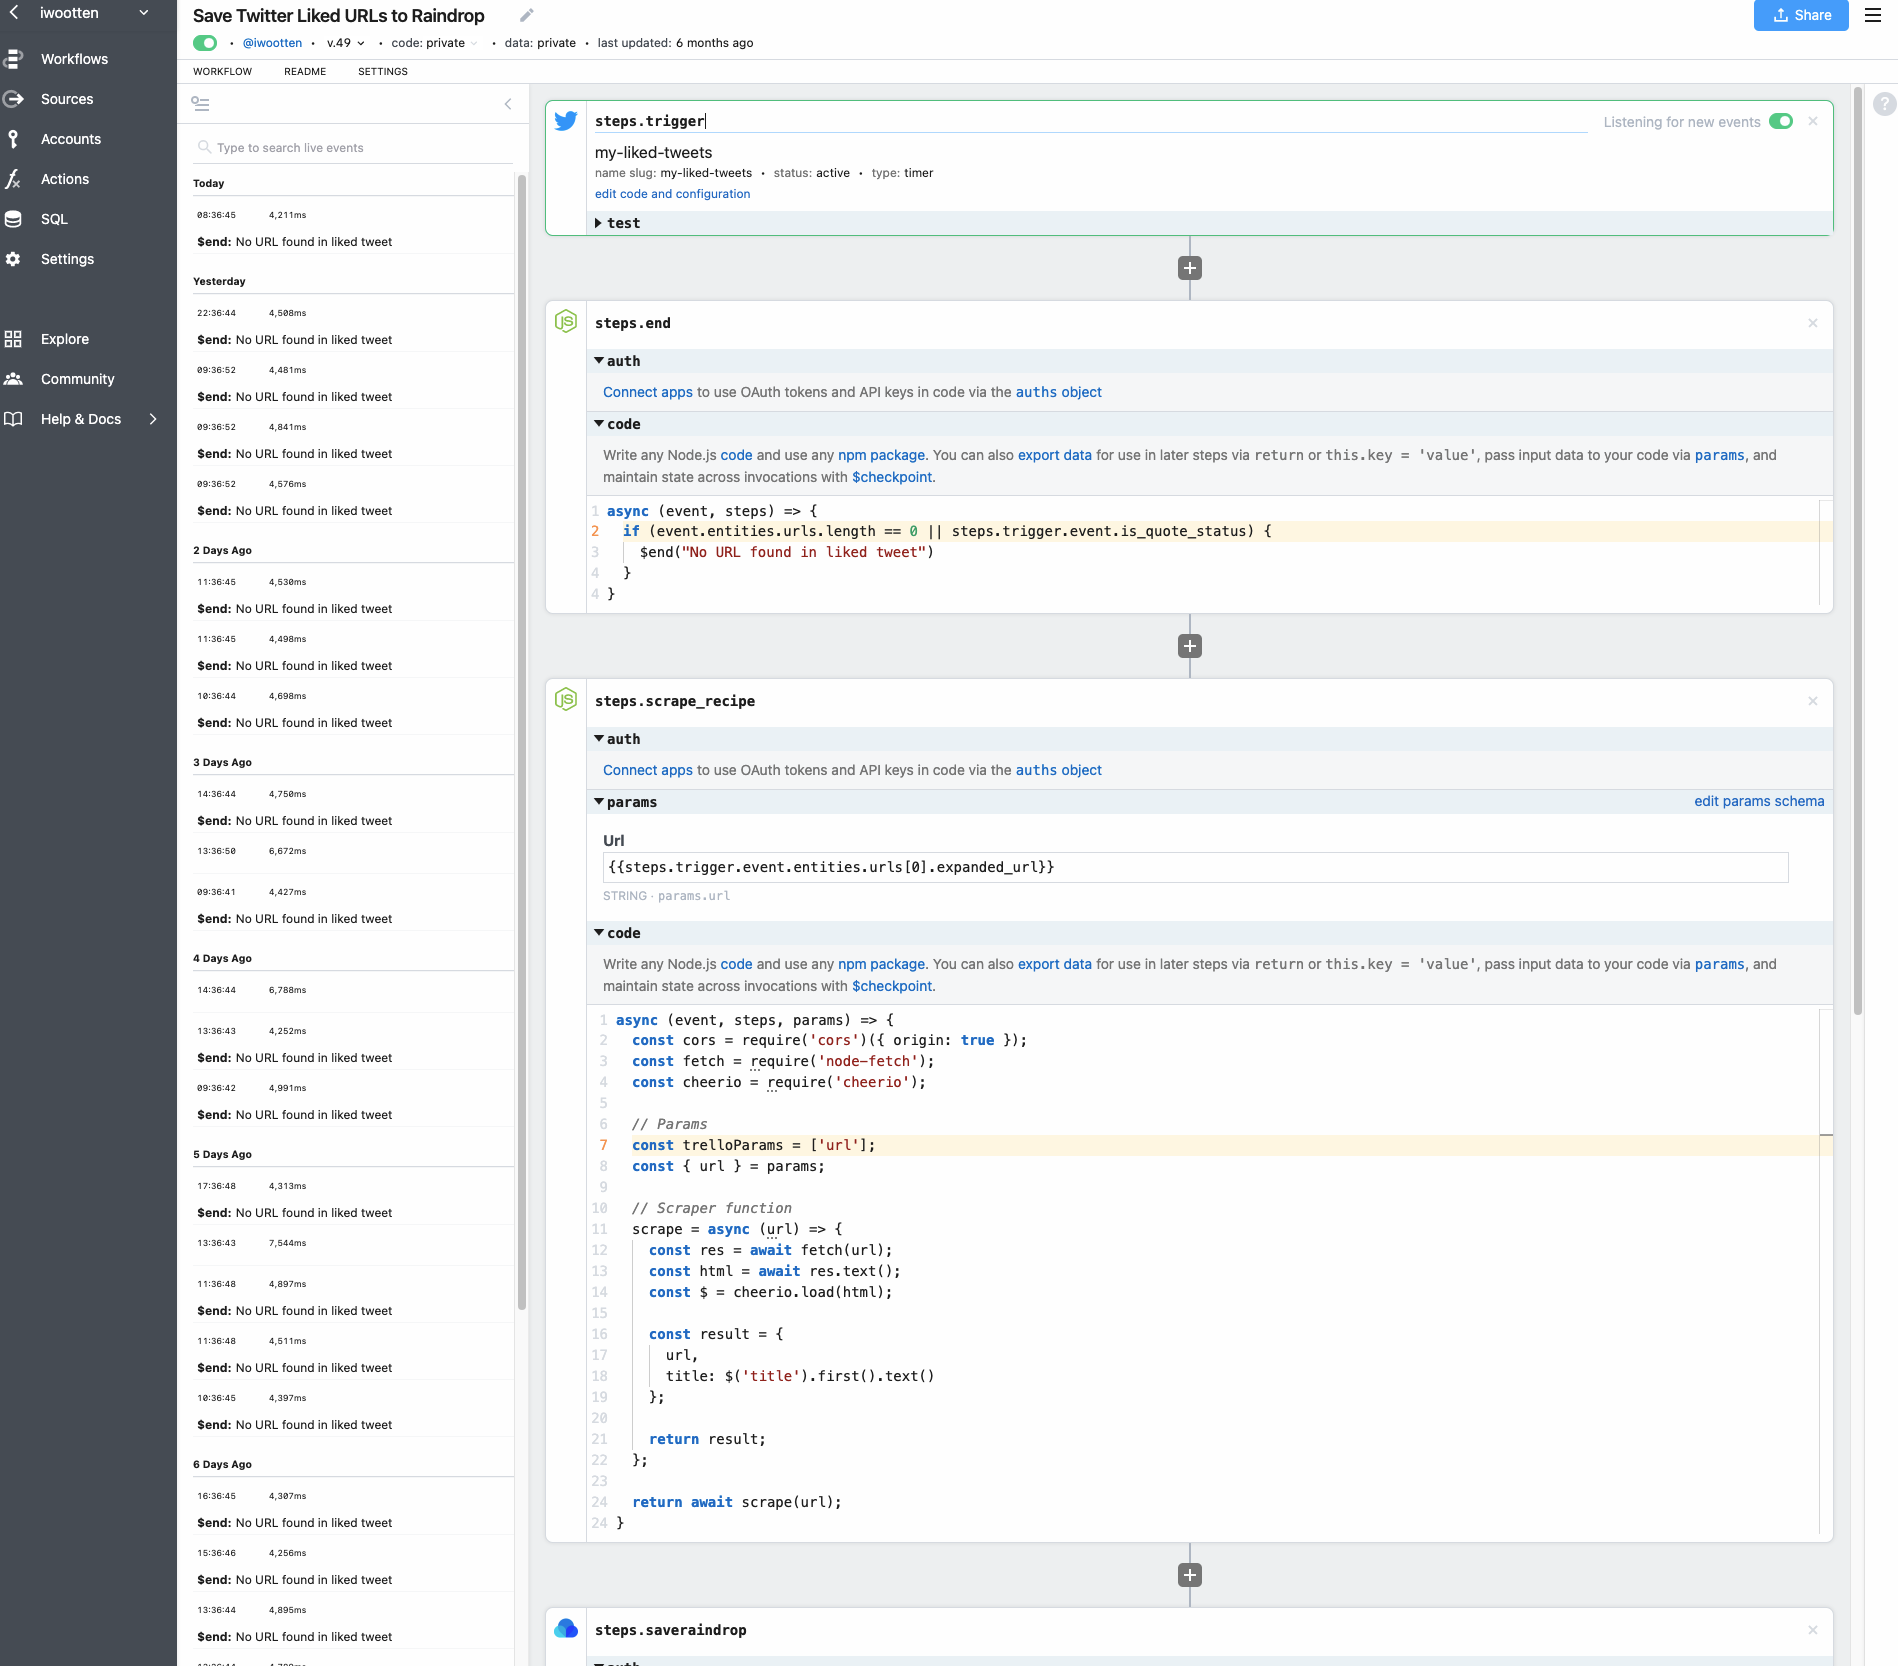 iwootten
Workflows
Sources
Accounts
Actions
SQL
Settings
Explore
Community
Help & Docs
Save Twitter Liked URLs to Raindrop
• @iwootten • v.49 • code: private • data: private • last updated: 6 months ago
Share
WORKFLOW README SETTINGS
Type to search live events
Today
08:36:45 4,211ms
$end: No URL found in liked tweet
Yesterday
22:36:44 4,508ms
$end: No URL found in liked tweet
09:36:52 4,481ms
$end: No URL found in liked tweet
09:36:52 4,841ms
$end: No URL found in liked tweet
09:36:52 4,576ms
$end: No URL found in liked tweet
2 Days Ago
11:36:45 4,530ms
$end: No URL found in liked tweet
11:36:45 4,498ms
$end: No URL found in liked tweet
10:36:44 4,698ms
$end: No URL found in liked tweet
3 Days Ago
14:36:44 4,750ms
$end: No URL found in liked tweet
13:36:50 6,672ms
09:36:41 4,427ms
$end: No URL found in liked tweet
4 Days Ago
14:36:44 6,788ms
13:36:43 4,252ms
$end: No URL found in liked tweet
09:36:42 4,991ms
$end: No URL found in liked tweet
5 Days Ago
17:36:48 4,313ms
$end: No URL found in liked tweet
13:36:43 7,544ms
11:36:48 4,897ms
$end: No URL found in liked tweet
11:36:48 4,511ms
$end: No URL found in liked tweet
10:36:45 4,397ms
$end: No URL found in liked tweet
6 Days Ago
16:36:45 4,307ms
$end: No URL found in liked tweet
15:36:46 4,256ms
$end: No URL found in liked tweet
13:36:44 4,895ms
$end: No URL found in liked tweet
steps.trigger
Listening for new events
my-liked-tweets
name slug: my-liked-tweets • status: active • type: timer
edit code and configuration
test
steps.end
auth
Connect apps to use OAuth tokens and API keys in code via the auths object
code
Write any Node.js code and use any npm package. You can also export data for use in later steps via return or this.key = 'value', pass input data to your code via params, and
maintain state across invocations with $checkpoint.
1 async (event, steps) => {
2 if (event.entities.urls.length == 0 || steps.trigger.event.is_quote_status) {
3 $end("No URL found in liked tweet")
4 }
4 }
steps.scrape_recipe
auth
Connect apps to use OAuth tokens and API keys in code via the auths object
params
edit params schema
Url
{{steps.trigger.event.entities.urls[0].expanded_url}}
STRING · params.url
code
Write any Node.js code and use any npm package. You can also export data for use in later steps via return or this.key = 'value', pass input data to your code via params, and
maintain state across invocations with $checkpoint.
1 async (event, steps, params) => {
2 const cors = require('cors')({ origin: true });
3 const fetch = require('node-fetch');
4 const cheerio = require('cheerio');
5
6 // Params
7 const trelloParams = ['url'];
8 const { url } = params;
9
10 // Scraper function
11 scrape = async (url) => {
12 const res = await fetch(url);
13 const html = await res.text();
14 const $ = cheerio.load(html);
15
16 const result = {
17 url,
18 title: $('title').first().text()
19 };
20
21 return result;
22 };
23
24 return await scrape(url);
24 }
steps.saveraindrop